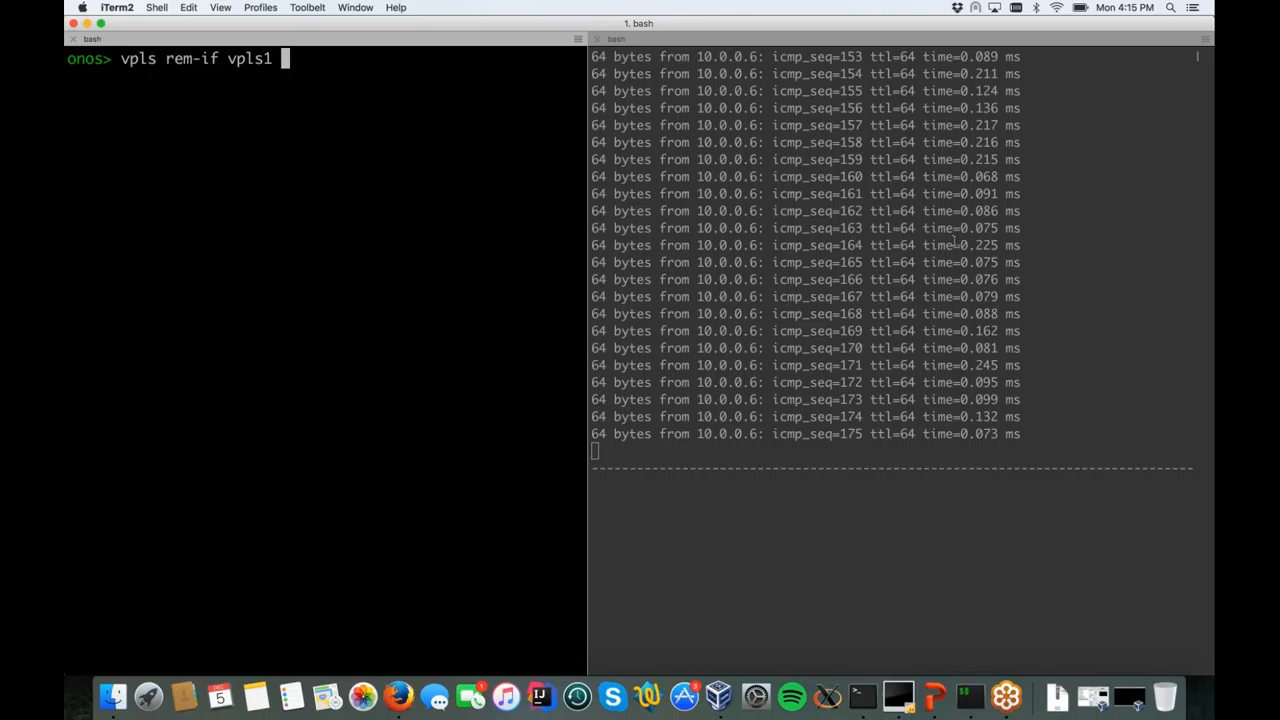 iTerm2 Shell Edit View Profiles Toolbelt Window Help Mon 4:15 PM
1. bash
bash
bash
onos> vpls rem-if vpls1
64 bytes from 10.0.0.6: icmp_seq=153 ttl=64 time=0.089 ms
64 bytes from 10.0.0.6: icmp_seq=154 ttl=64 time=0.211 ms
64 bytes from 10.0.0.6: icmp_seq=155 ttl=64 time=0.124 ms
64 bytes from 10.0.0.6: icmp_seq=156 ttl=64 time=0.136 ms
64 bytes from 10.0.0.6: icmp_seq=157 ttl=64 time=0.217 ms
64 bytes from 10.0.0.6: icmp_seq=158 ttl=64 time=0.216 ms
64 bytes from 10.0.0.6: icmp_seq=159 ttl=64 time=0.215 ms
64 bytes from 10.0.0.6: icmp_seq=160 ttl=64 time=0.068 ms
64 bytes from 10.0.0.6: icmp_seq=161 ttl=64 time=0.091 ms
64 bytes from 10.0.0.6: icmp_seq=162 ttl=64 time=0.086 ms
64 bytes from 10.0.0.6: icmp_seq=163 ttl=64 time=0.075 ms
64 bytes from 10.0.0.6: icmp_seq=164 ttl=64 time=0.225 ms
64 bytes from 10.0.0.6: icmp_seq=165 ttl=64 time=0.075 ms
64 bytes from 10.0.0.6: icmp_seq=166 ttl=64 time=0.076 ms
64 bytes from 10.0.0.6: icmp_seq=167 ttl=64 time=0.079 ms
64 bytes from 10.0.0.6: icmp_seq=168 ttl=64 time=0.088 ms
64 bytes from 10.0.0.6: icmp_seq=169 ttl=64 time=0.162 ms
64 bytes from 10.0.0.6: icmp_seq=170 ttl=64 time=0.081 ms
64 bytes from 10.0.0.6: icmp_seq=171 ttl=64 time=0.245 ms
64 bytes from 10.0.0.6: icmp_seq=172 ttl=64 time=0.095 ms
64 bytes from 10.0.0.6: icmp_seq=173 ttl=64 time=0.099 ms
64 bytes from 10.0.0.6: icmp_seq=174 ttl=64 time=0.132 ms
64 bytes from 10.0.0.6: icmp_seq=175 ttl=64 time=0.073 ms
DEC
5